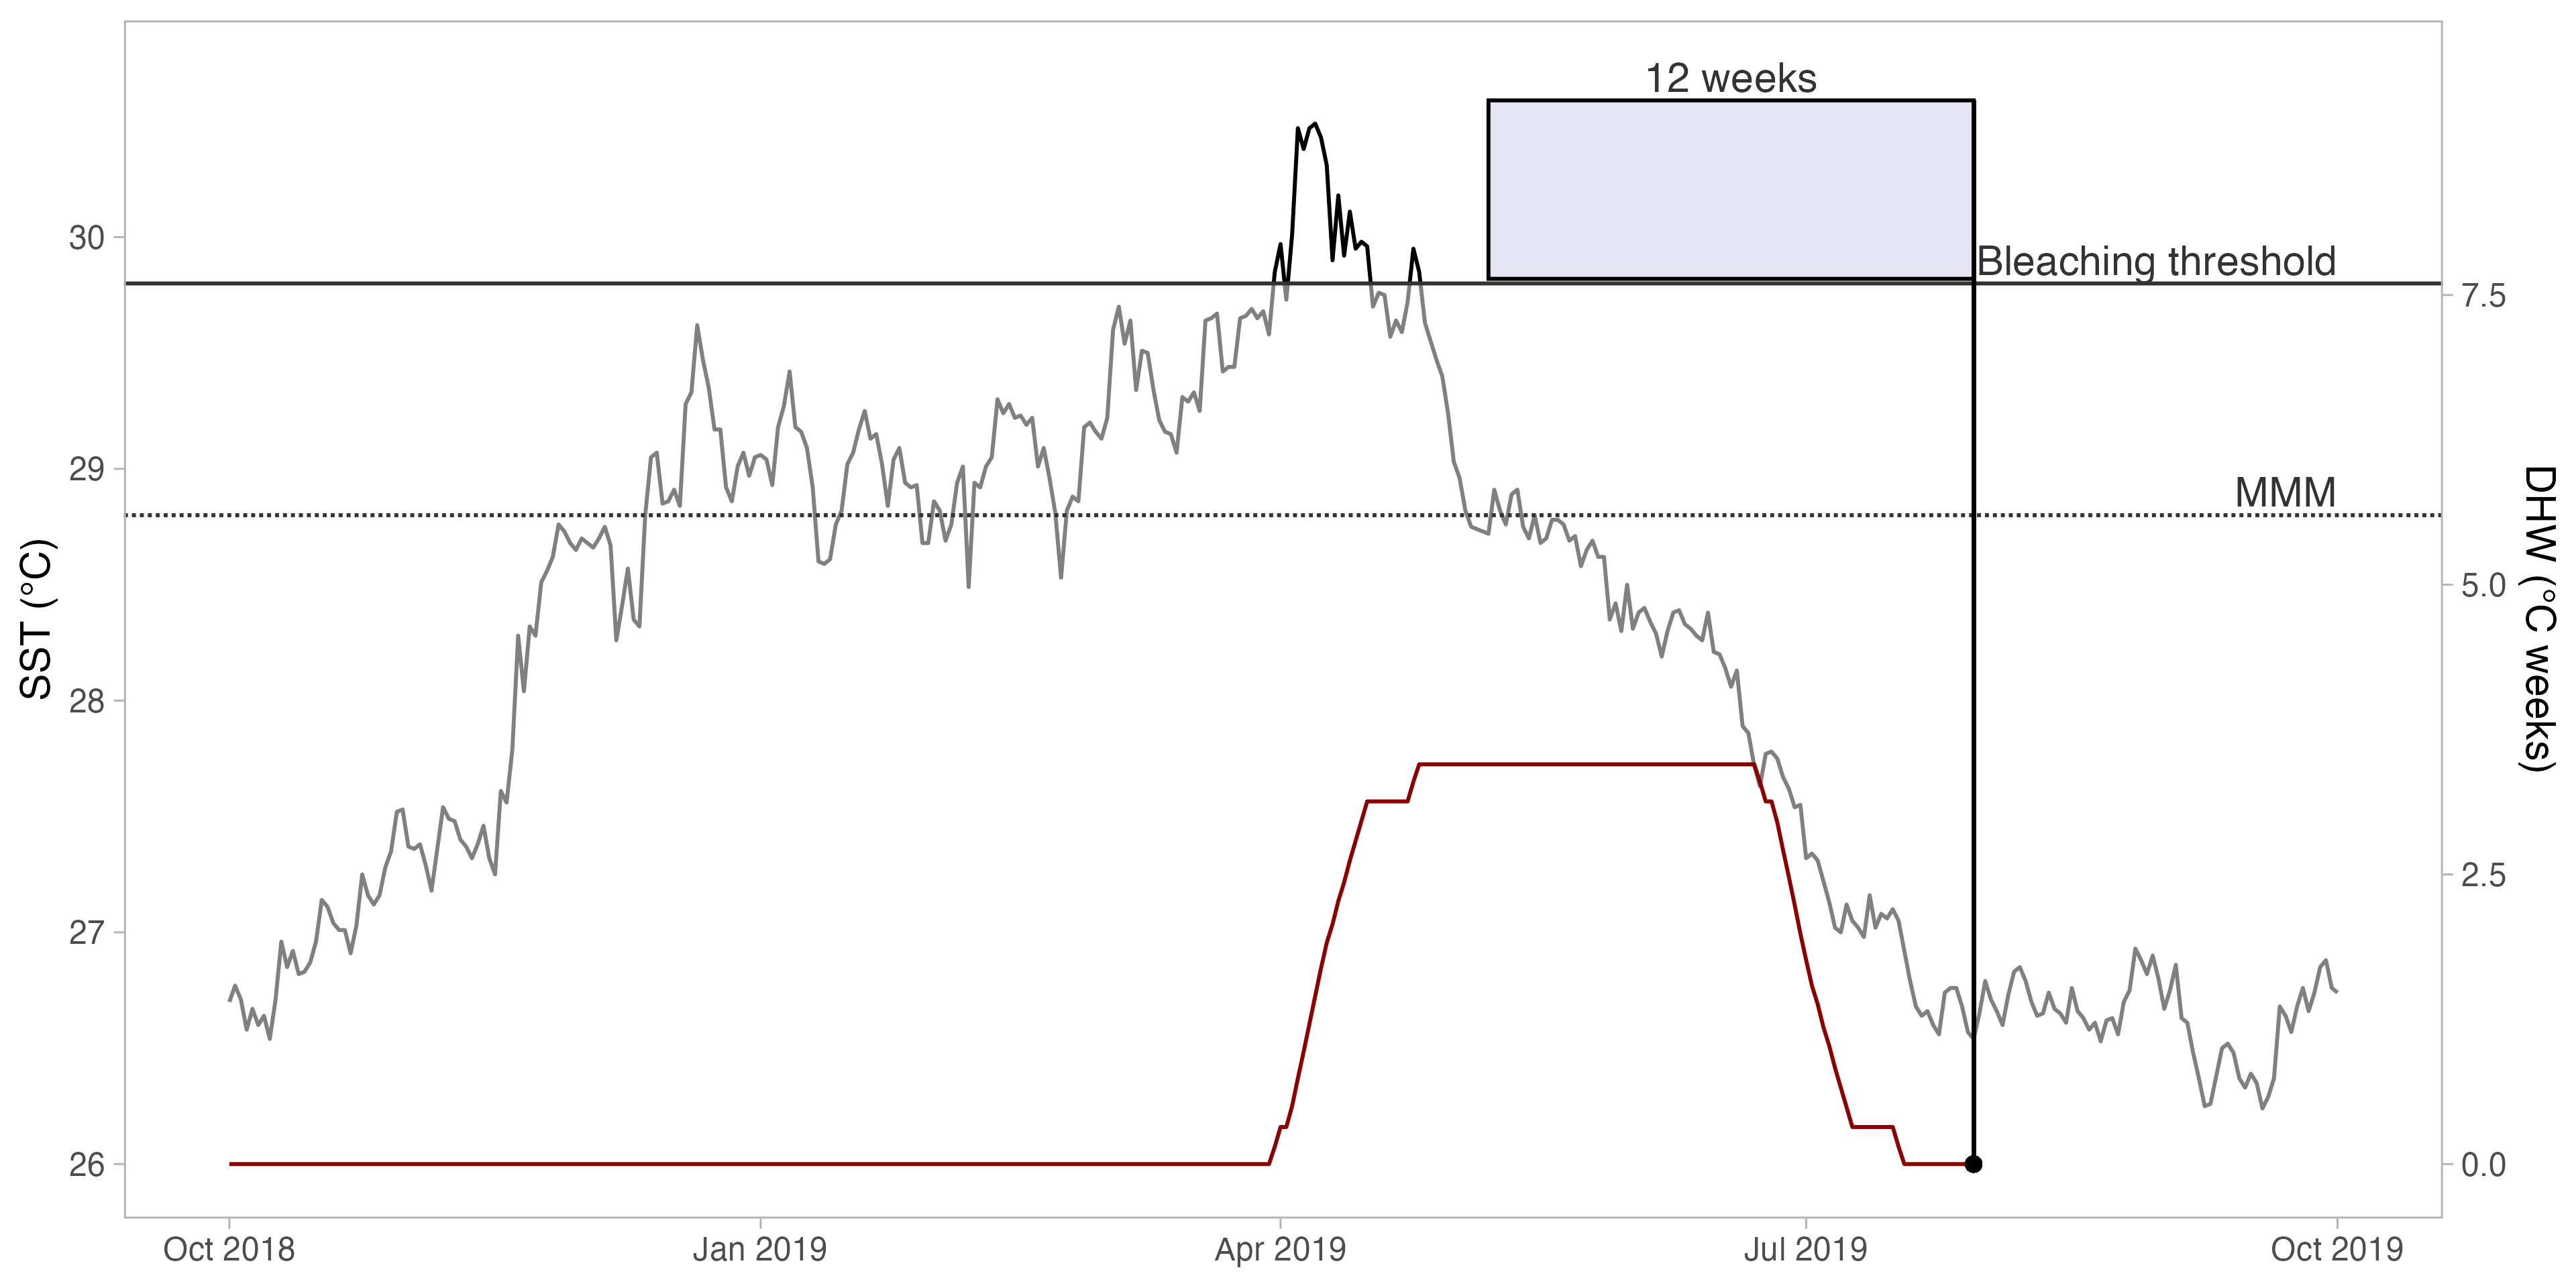 12 weeks
Bleaching threshold
MMM
SST (°C)
30
29
28
27
26
DHW (°C weeks)
7.5
5.0
2.5
0.0
Oct 2018
Jan 2019
Apr 2019
Jul 2019
Oct 2019